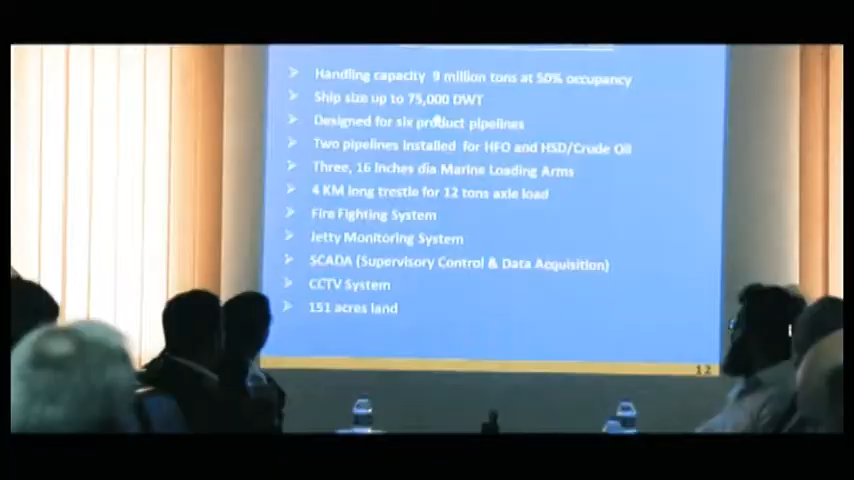 Handling capacity 9 million tons at 50% occupancy
Ship size up to 75,000 DWT
Designed for six product pipelines
Two pipelines installed for HFO and HSD/Crude Oil
Three, 16 inches dia Marine Loading Arms
4 KM long trestle for 12 tons axle load
Fire Fighting System
Jetty Monitoring System
SCADA (Supervisory Control & Data Acquisition)
CCTV System
151 acres land
12